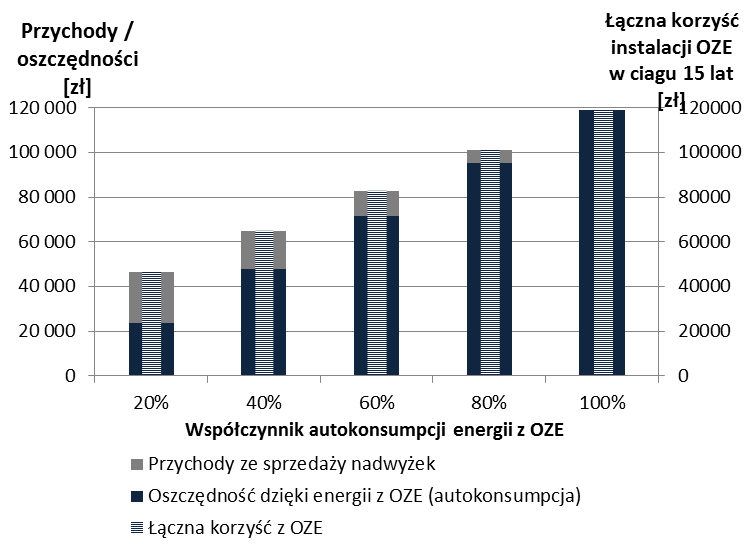 Przychody /
oszczędności
[zł]
Łączna korzyść
instalacji OZE
w ciagu 15 lat
[zł]
120 000
100 000
80 000
60 000
40 000
20 000
0
120000
100000
80000
60000
40000
20000
0
20%
40%
60%
80%
100%
Współczynnik autokonsumpcji energii z OZE
Przychody ze sprzedaży nadwyżek
Oszczędność dzięki energii z OZE (autokonsumpcja)
Łączna korzyść z OZE